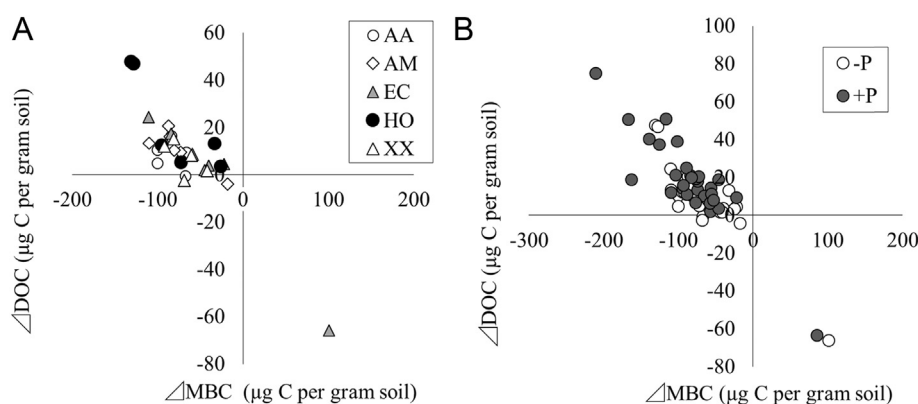 A
60
40
20
0
-20
-40
-60
-80
-200 -100 0 100 200
⊿DOC (µg C per gram soil)
⊿MBC (µg C per gram soil)
AA
AM
EC
HO
XX
B
100
80
60
40
20
0
-20
-40
-60
-80
-300 -200 -100 0 100 200
⊿DOC (µg C per gram soil)
⊿MBC (µg C per gram soil)
-P
+P